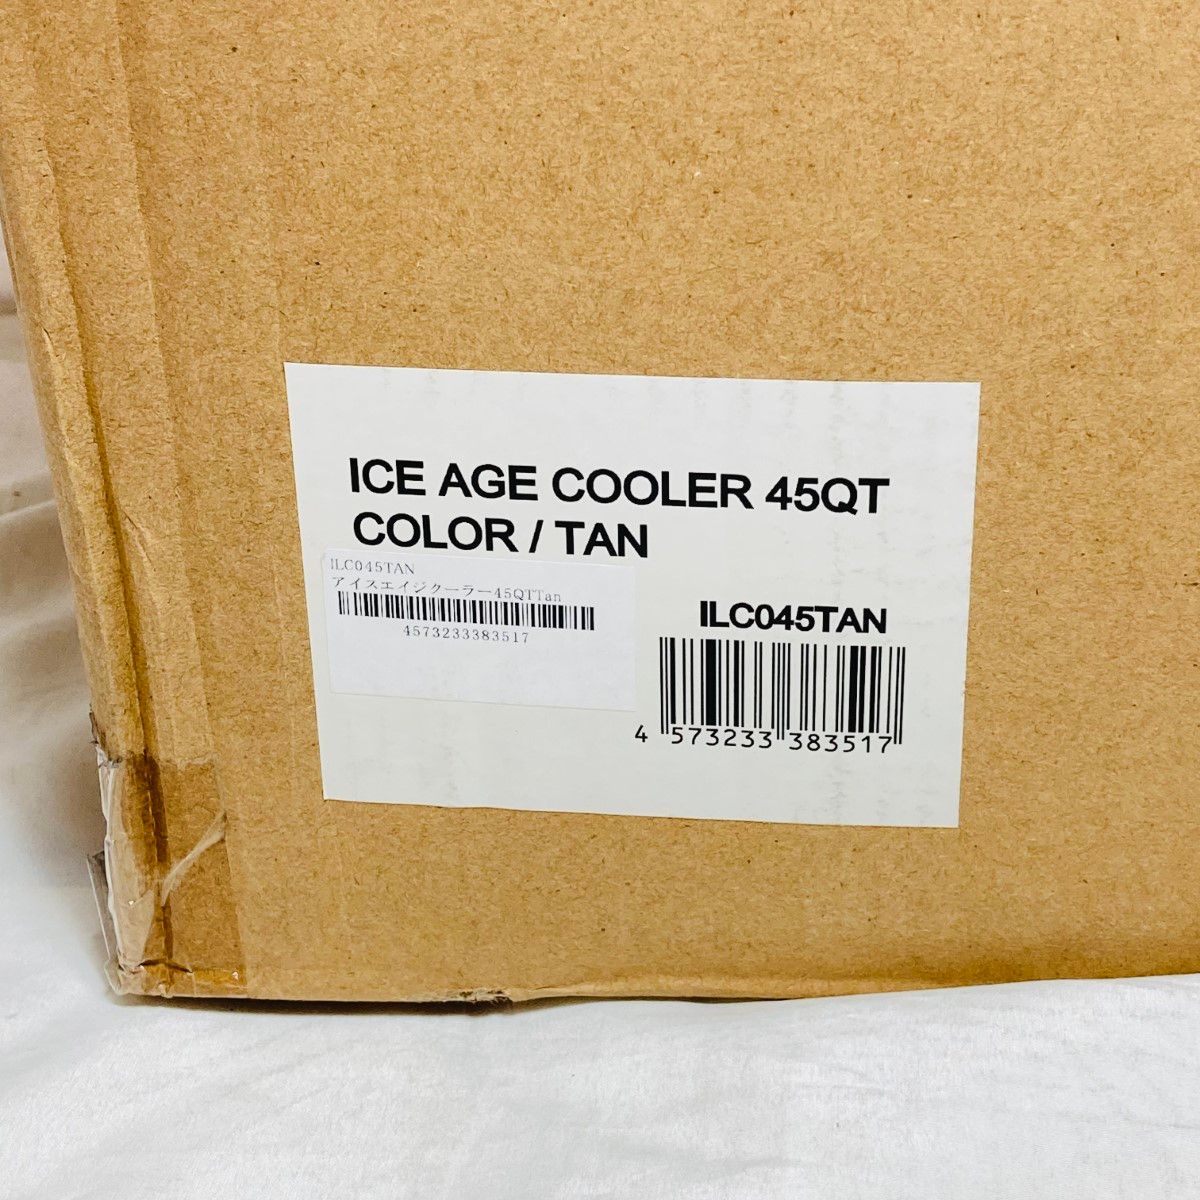 ICE AGE COOLER 45QT
COLOR / TAN
ILC045TAN
アイスエイジクーラー45QTTan
4573233383517
ILC045TAN
4 573233 383517